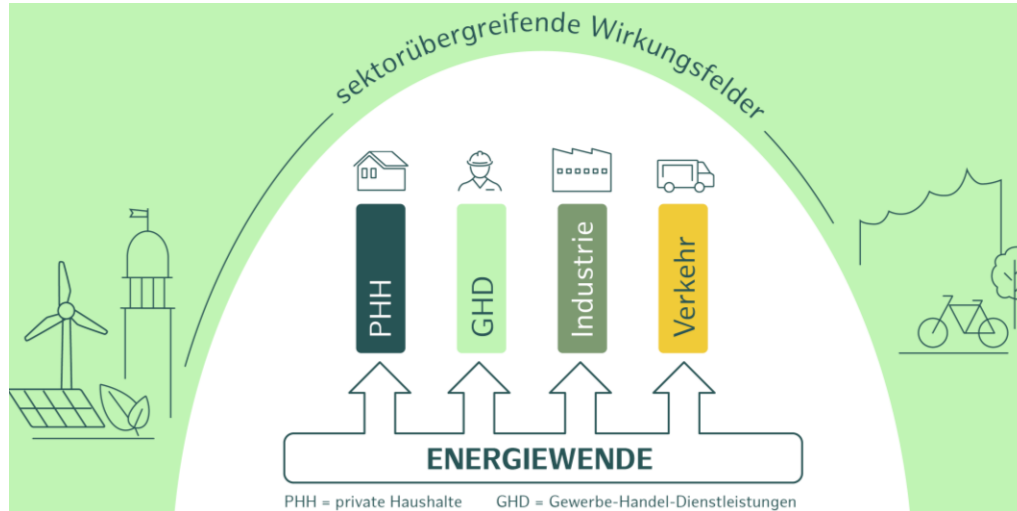 sektorübergreifende Wirkungsfelder
PHH
GHD
Industrie
Verkehr
ENERGIEWENDE
PHH = private Haushalte
GHD = Gewerbe-Handel-Dienstleistungen